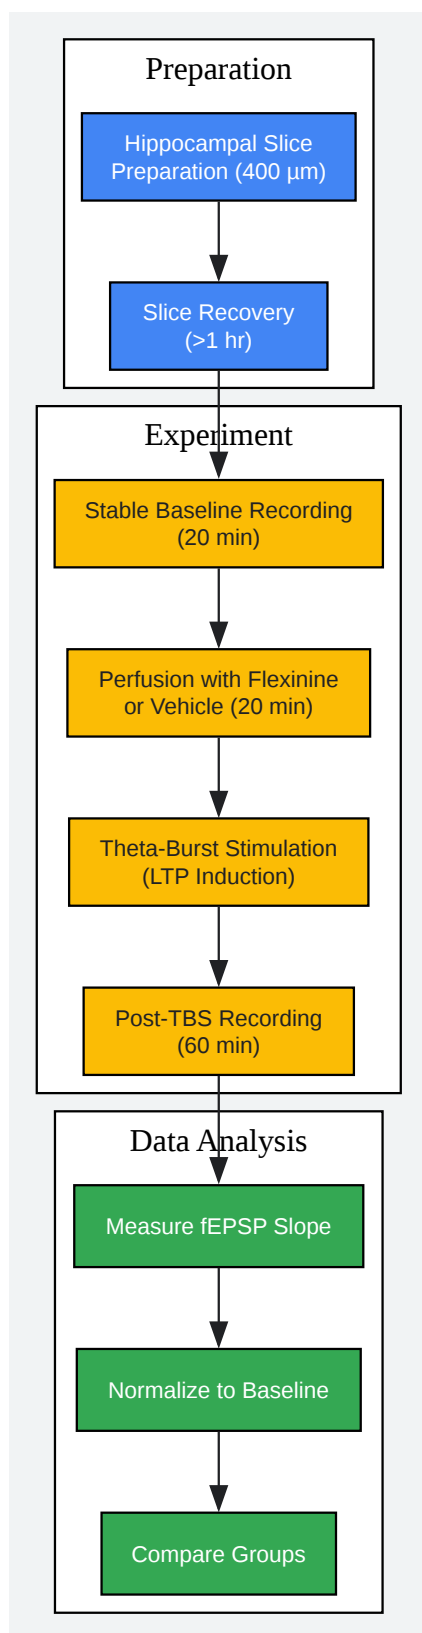 Preparation
Hippocampal Slice
Preparation (400 µm)
Slice Recovery
(>1 hr)
Experiment
Stable Baseline Recording
(20 min)
Perfusion with Flexinine
or Vehicle (20 min)
Theta-Burst Stimulation
(LTP Induction)
Post-TBS Recording
(60 min)
Data Analysis
Measure fEPSP Slope
Normalize to Baseline
Compare Groups